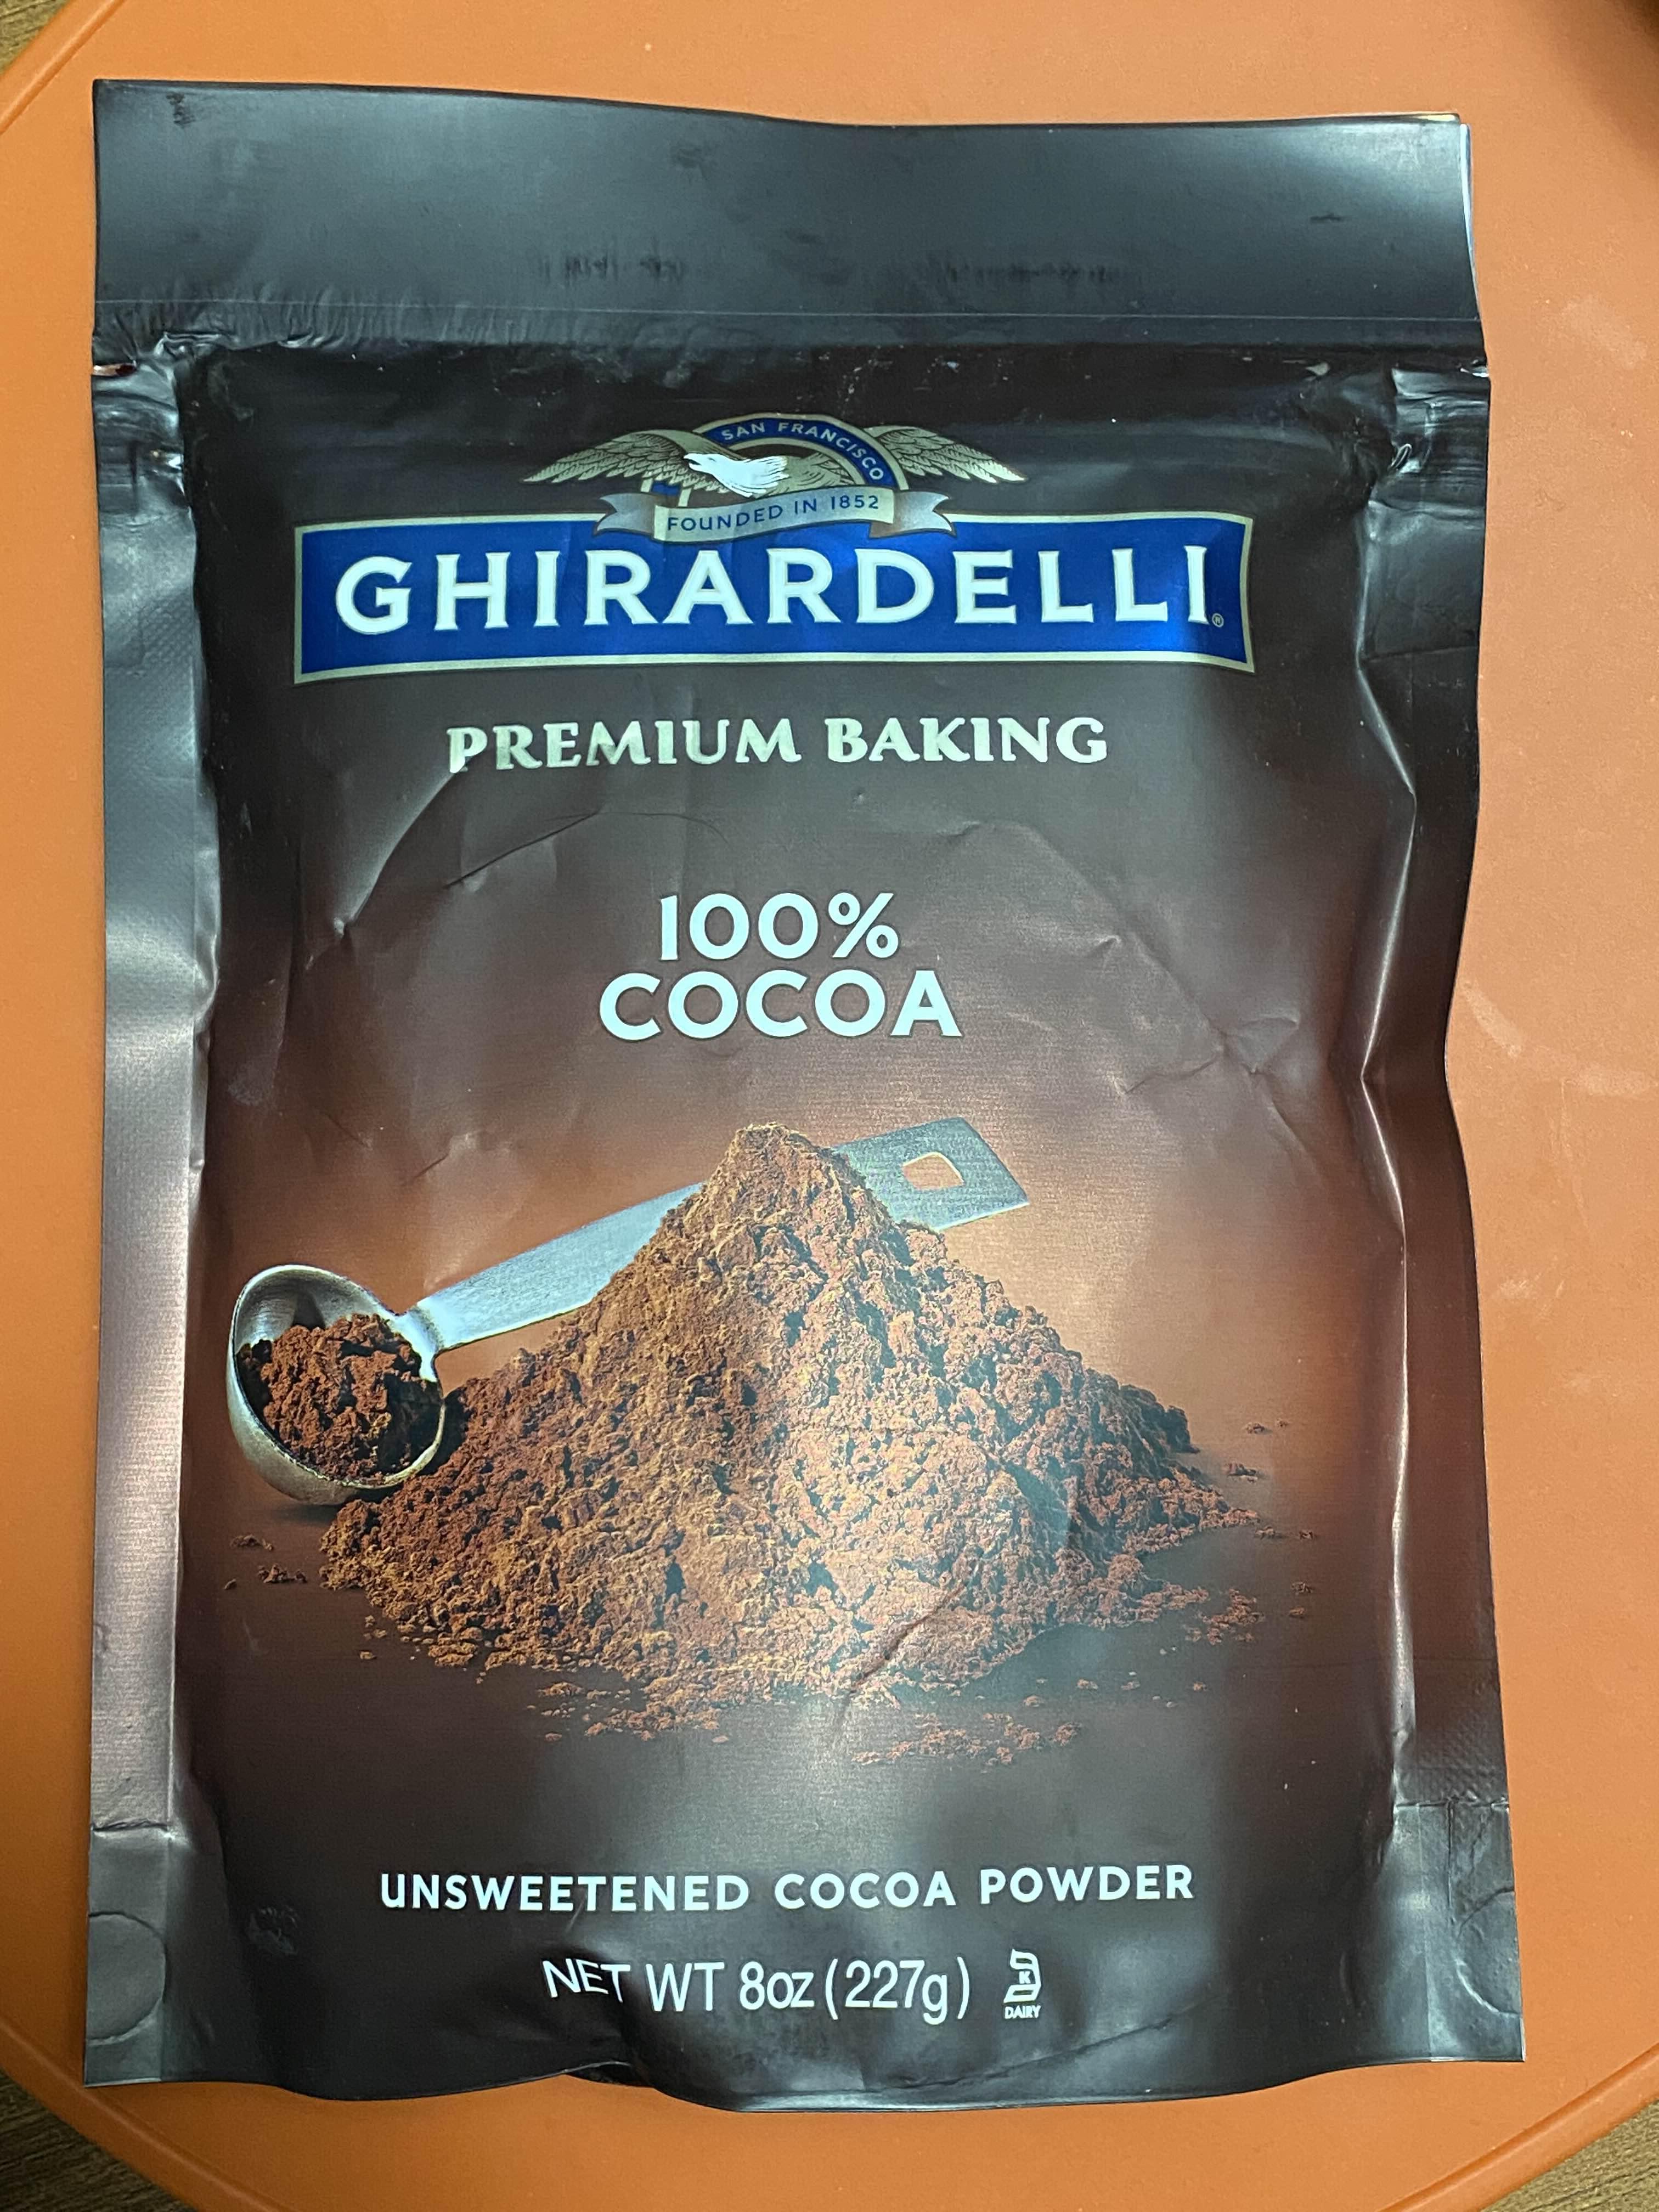 SAN FRANCISCO
FOUNDED IN 1852
GHIRARDELLI®
PREMIUM BAKING
100%
COCOA
UNSWEETENED COCOA POWDER
NET WT 8oz (227g)
K
DAIRY